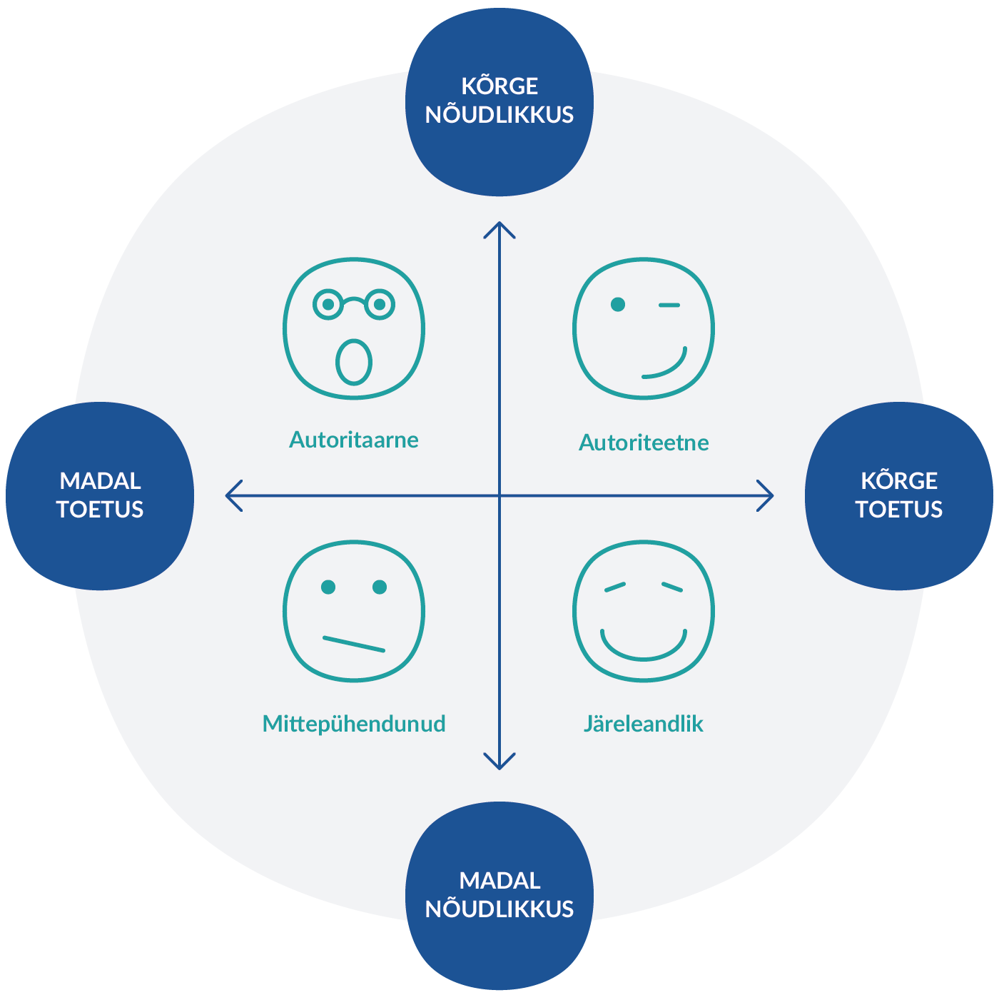 KÕRGE
NÕUDLIKKUS
Autoritaarne
Autoriteetne
MADAL
TOETUS
KÕRGE
TOETUS
Mittepühendunud
Järeleandlik
MADAL
NÕUDLIKKUS